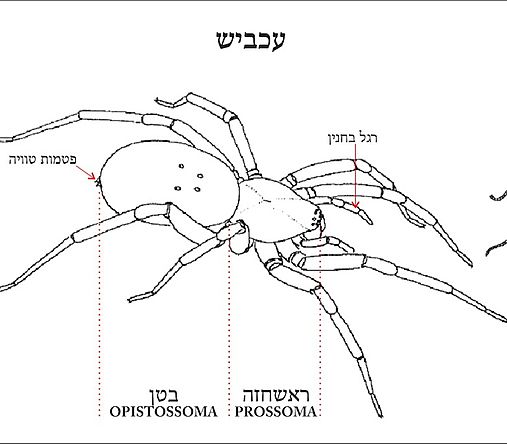 עכביש
רגל בחנין
פטמות טוויה
ראשחזה
PROSSOMA
בטן
OPISTOSSOMA